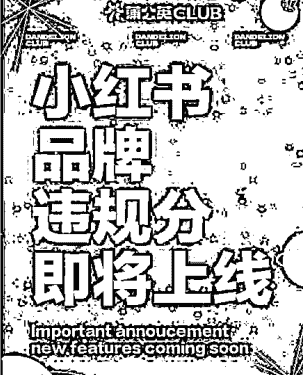 蒲公英CLUB
DANDELION CLUB
DANDELION CLUB
DANDELION CLUB
小红书
品牌
违规分
即将上线
Important annoucement,
new features coming soon